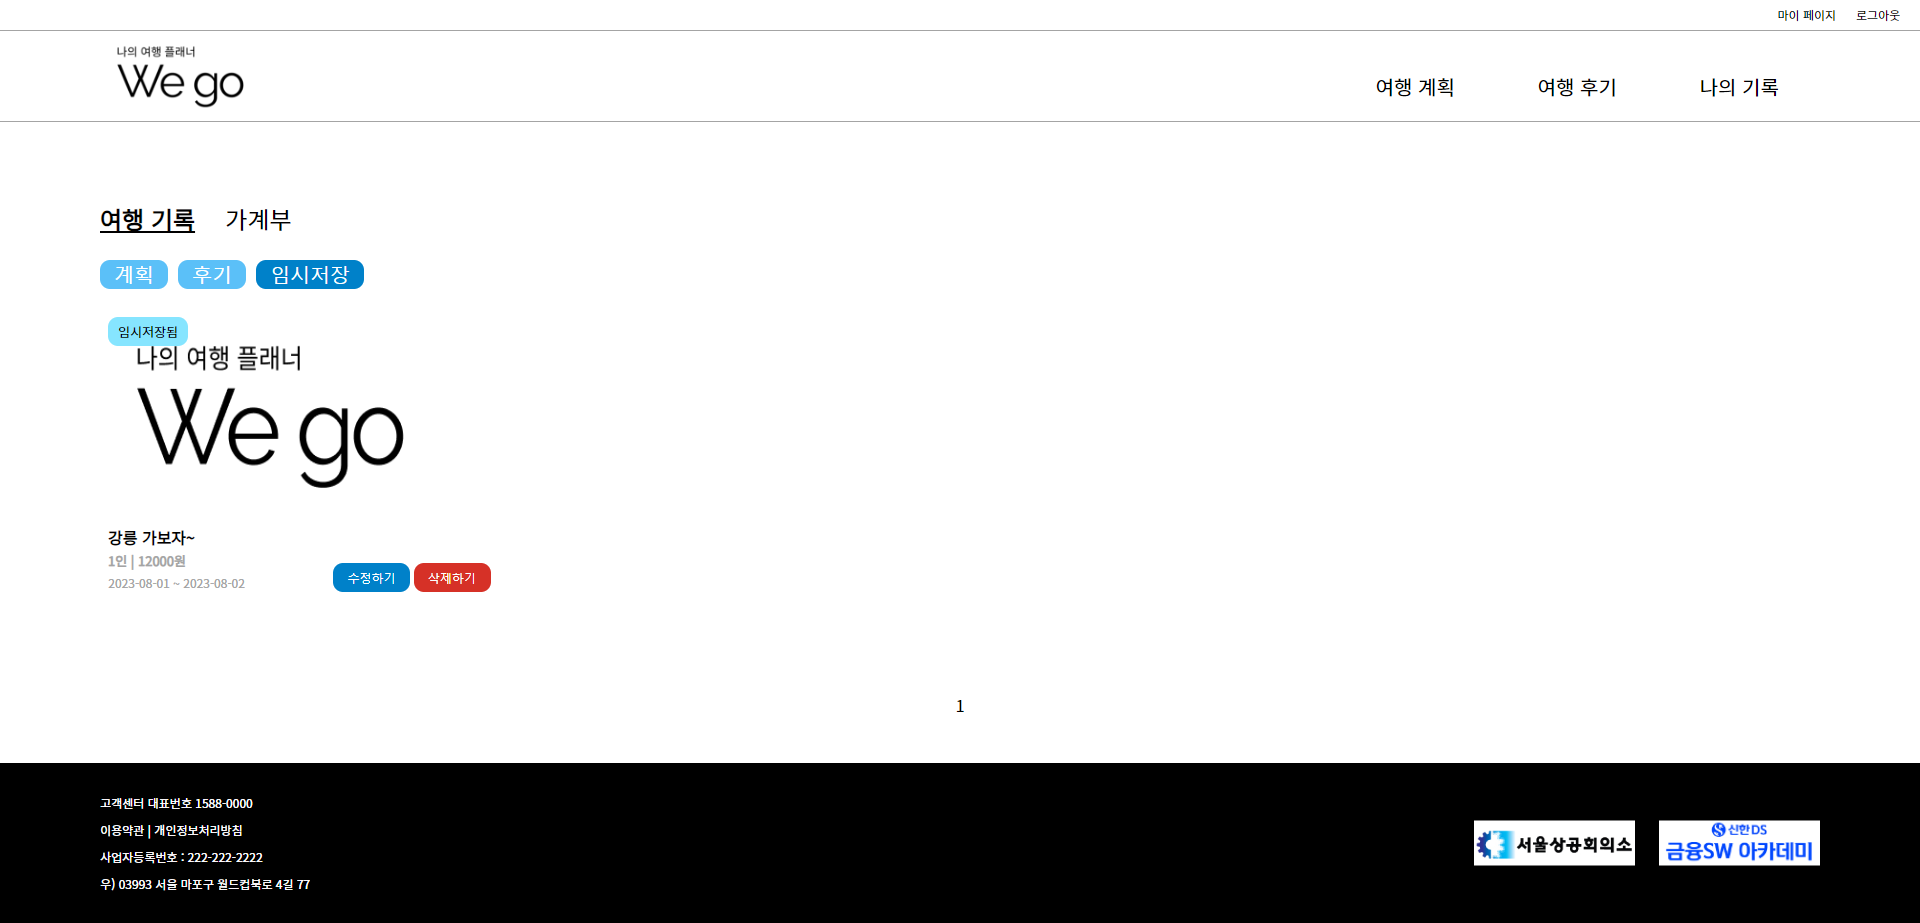 마이 페이지 로그아웃
나의 여행 플래너
We go
여행 계획 여행 후기 나의 기록
여행 기록 가계부
계획 후기 임시저장
임시저장됨
나의 여행 플래너
We go
강릉 가보자~
1인 | 12000원
2023-08-01 ~ 2023-08-02
수정하기 삭제하기
1
고객센터 대표번호 1588-0000
이용약관 | 개인정보처리방침
사업자등록번호 : 222-222-2222
우) 03993 서울 마포구 월드컵북로 4길 77
서울상공회의소
신한DS
금융SW 아카데미